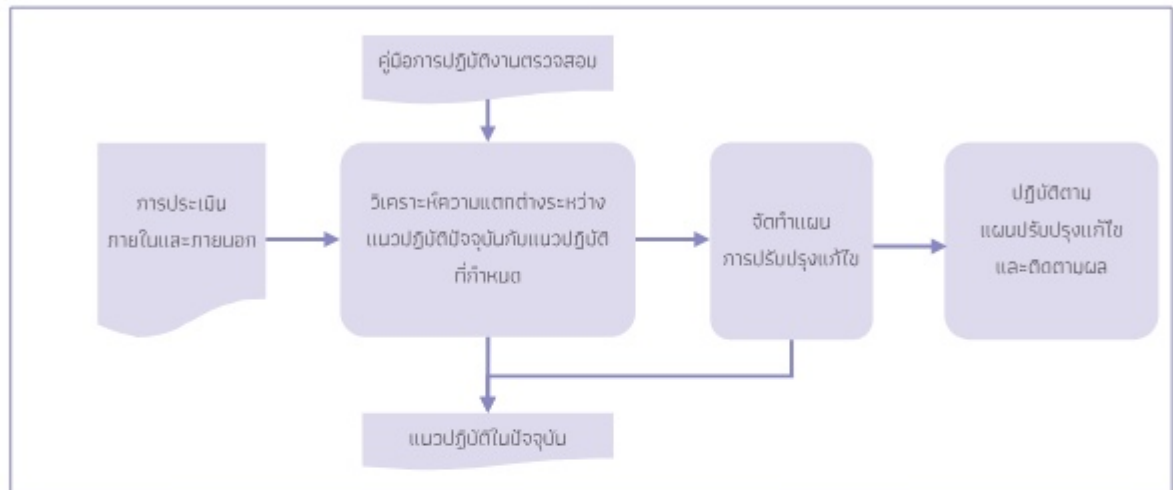 คู่มือการปฏิบัติงานตรวจสอบ
การประเมิน
ภายในและภายนอก
วิเคราะห์ความแตกต่างระหว่าง
แนวปฏิบัติปัจจุบันกับแนวปฏิบัติ
ที่กำหนด
จัดทำแผน
การปรับปรุงแก้ไข
ปฏิบัติตาม
แผนปรับปรุงแก้ไข
และติดตามผล
แนวปฏิบัติในปัจจุบัน